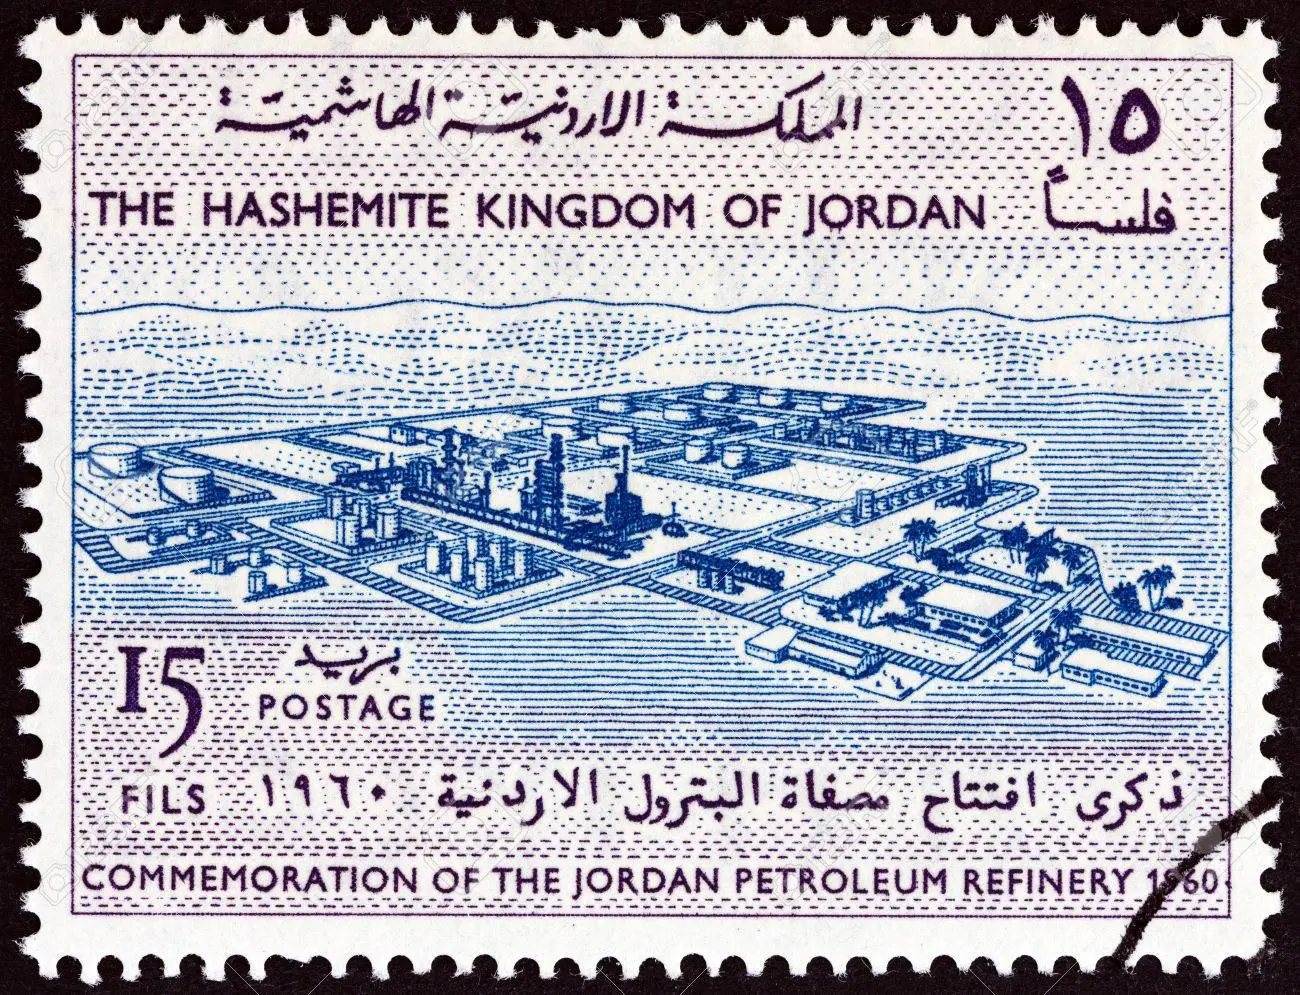 المملكة الاردنية الهاشمية
١٥
THE HASHEMITE KINGDOM OF JORDAN
فلساً
15
بريد
POSTAGE
FILS
ذكرى افتتاح مصفاة البترول الاردنية ١٩٦٠
COMMEMORATION OF THE JORDAN PETROLEUM REFINERY 1960